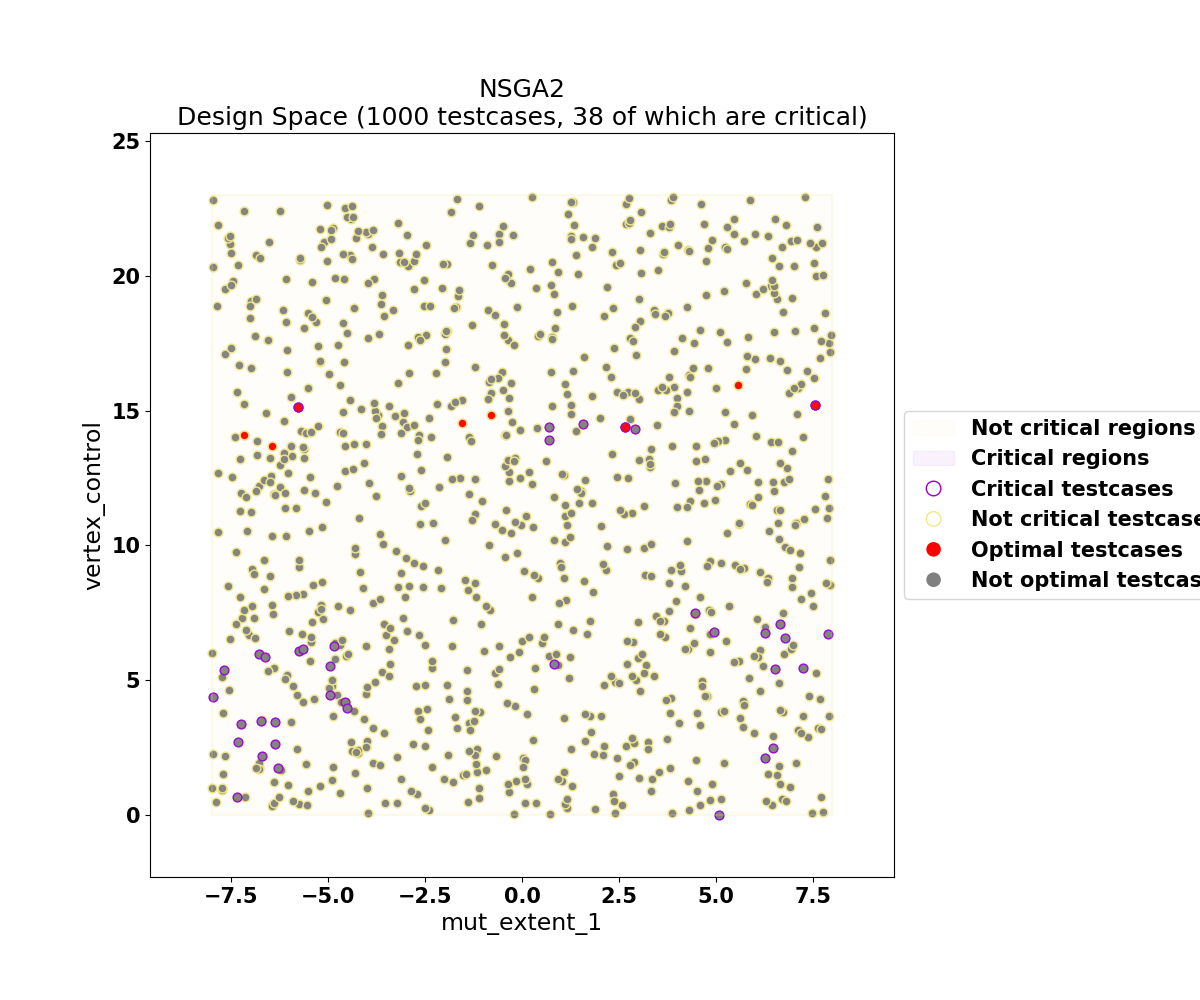 NSGA2
Design Space (1000 testcases, 38 of which are critical)
25
20
15
10
5
0
vertex_control
−7.5 −5.0 −2.5 0.0 2.5 5.0 7.5
mut_extent_1
Not critical regions
Critical regions
Critical testcases
Not critical testcase
Optimal testcases
Not optimal testcas